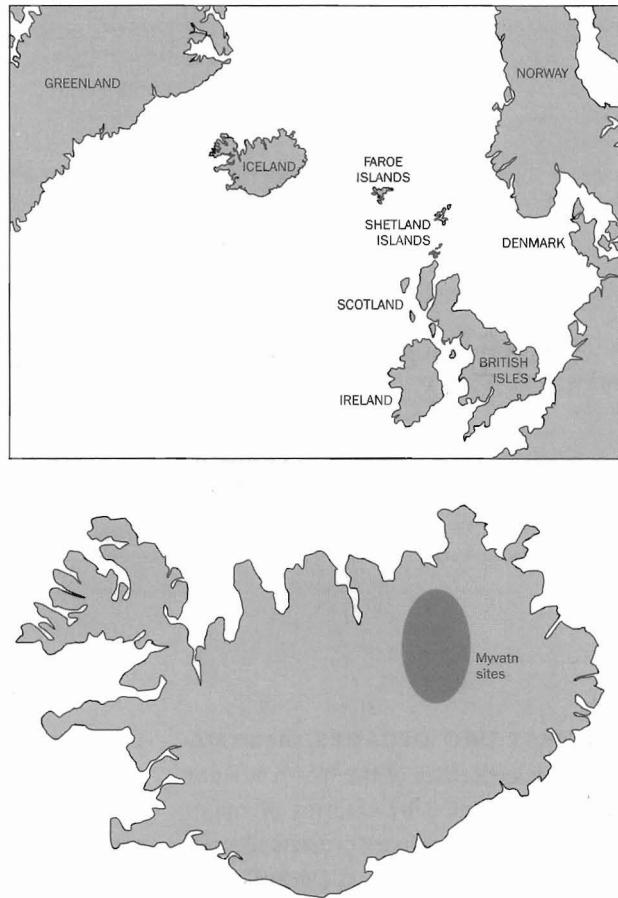 GREENLAND
NORWAY
ICELAND
FAROE
ISLANDS
SHETLAND
ISLANDS
DENMARK
SCOTLAND
BRITISH
ISLES
IRELAND
Myvatn
sites